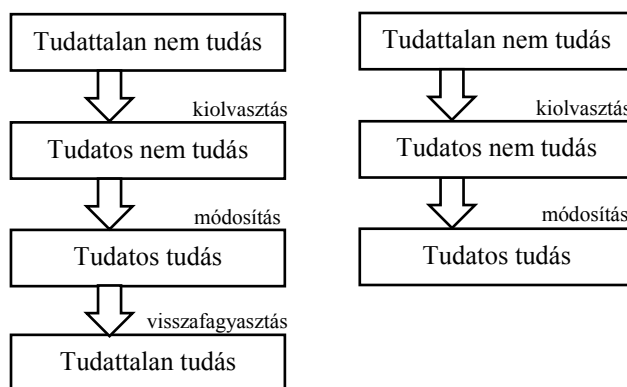 Tudattalan nem tudás
kiolvasztás
Tudatos nem tudás
módosítás
Tudatos tudás
visszafagyasztás
Tudattalan tudás
Tudattalan nem tudás
kiolvasztás
Tudatos nem tudás
módosítás
Tudatos tudás